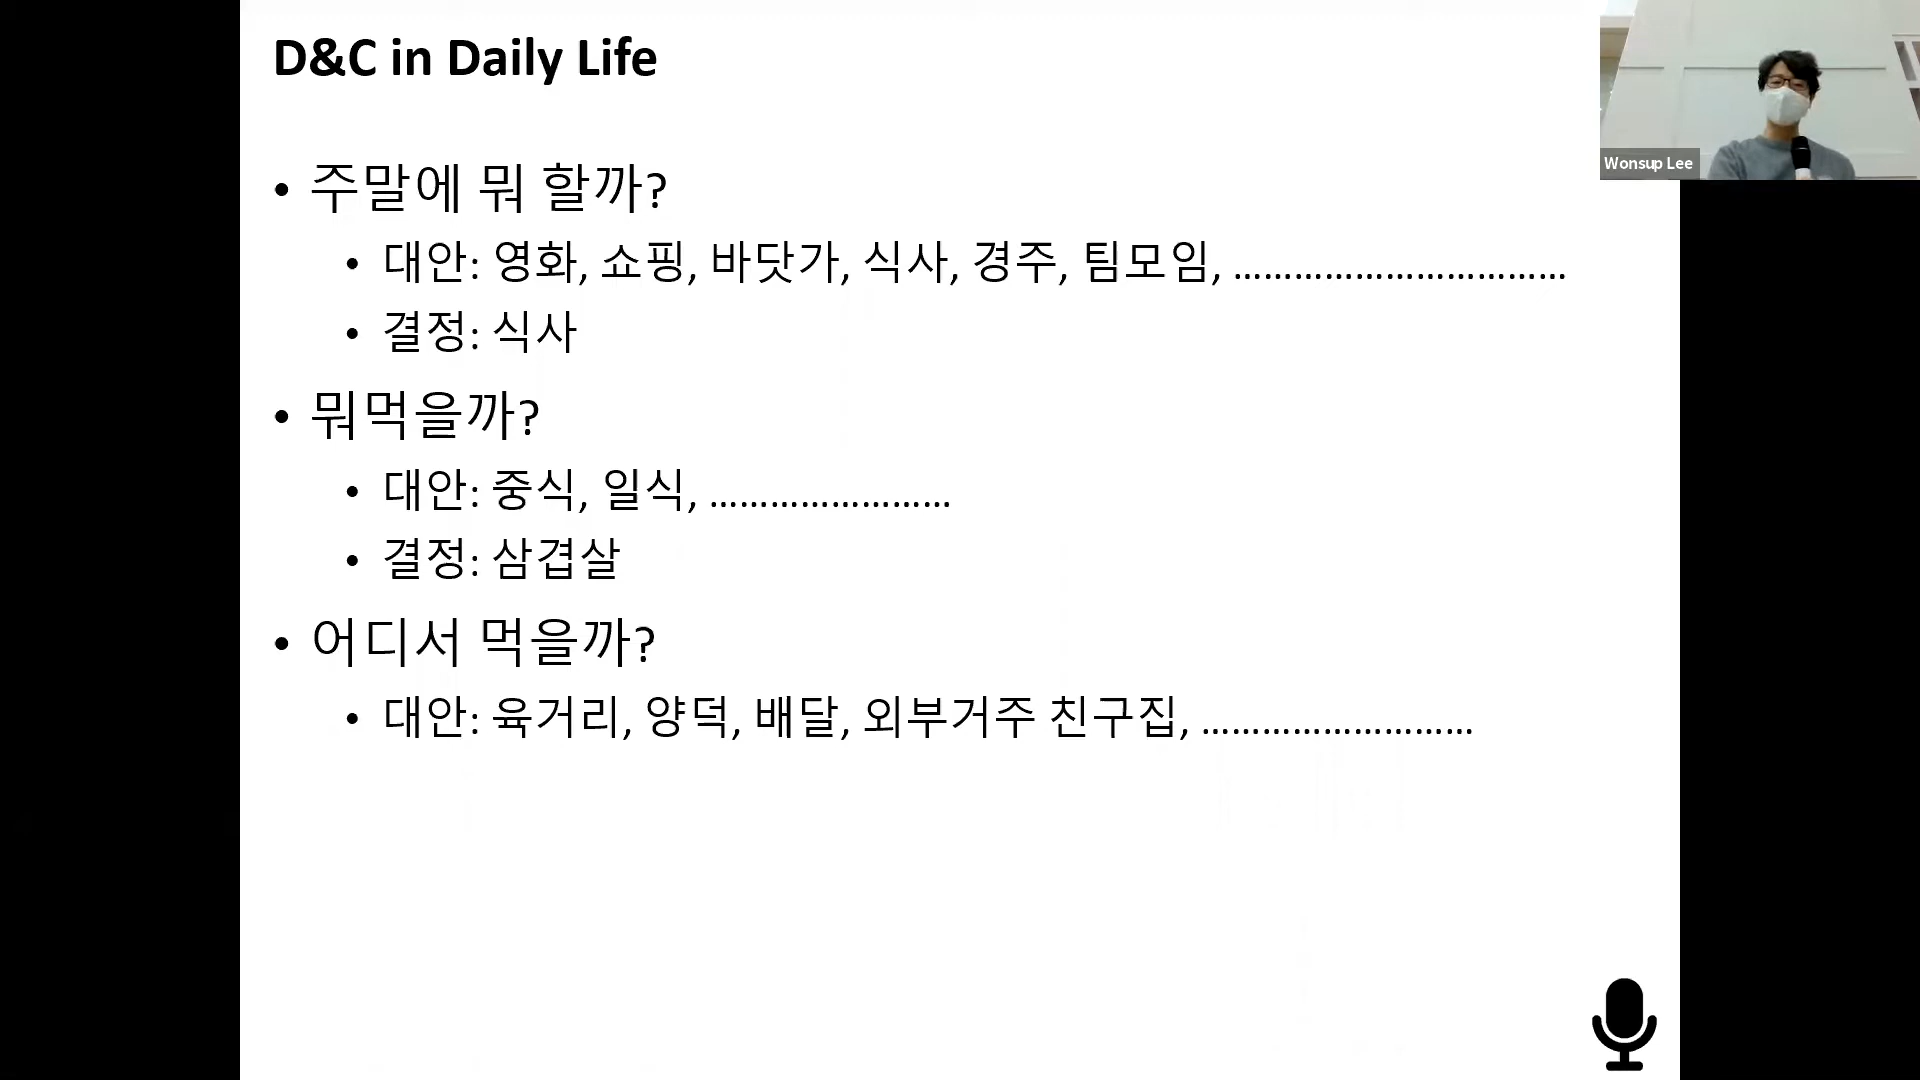 D&C in Daily Life
Wonsup Lee
• 주말에 뭐 할까?
• 대안: 영화, 쇼핑, 바닷가, 식사, 경주, 팀모임, ……………………………
• 결정: 식사
• 뭐먹을까?
• 대안: 중식, 일식, ……………………
• 결정: 삼겹살
• 어디서 먹을까?
• 대안: 육거리, 양덕, 배달, 외부거주 친구집, ………………………